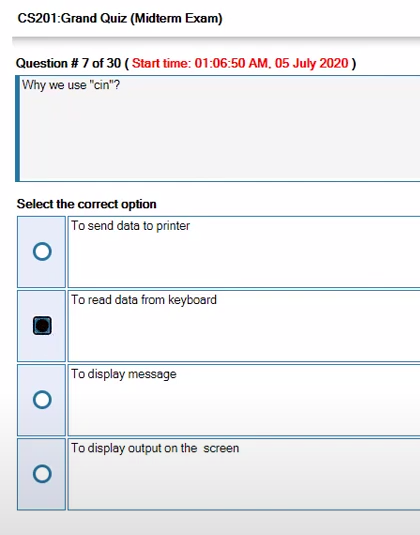 CS201:Grand Quiz (Midterm Exam)
Question # 7 of 30 ( Start time: 01:06:50 AM, 05 July 2020 )
Why we use "cin"?
Select the correct option
To send data to printer
To read data from keyboard
To display message
To display output on the screen